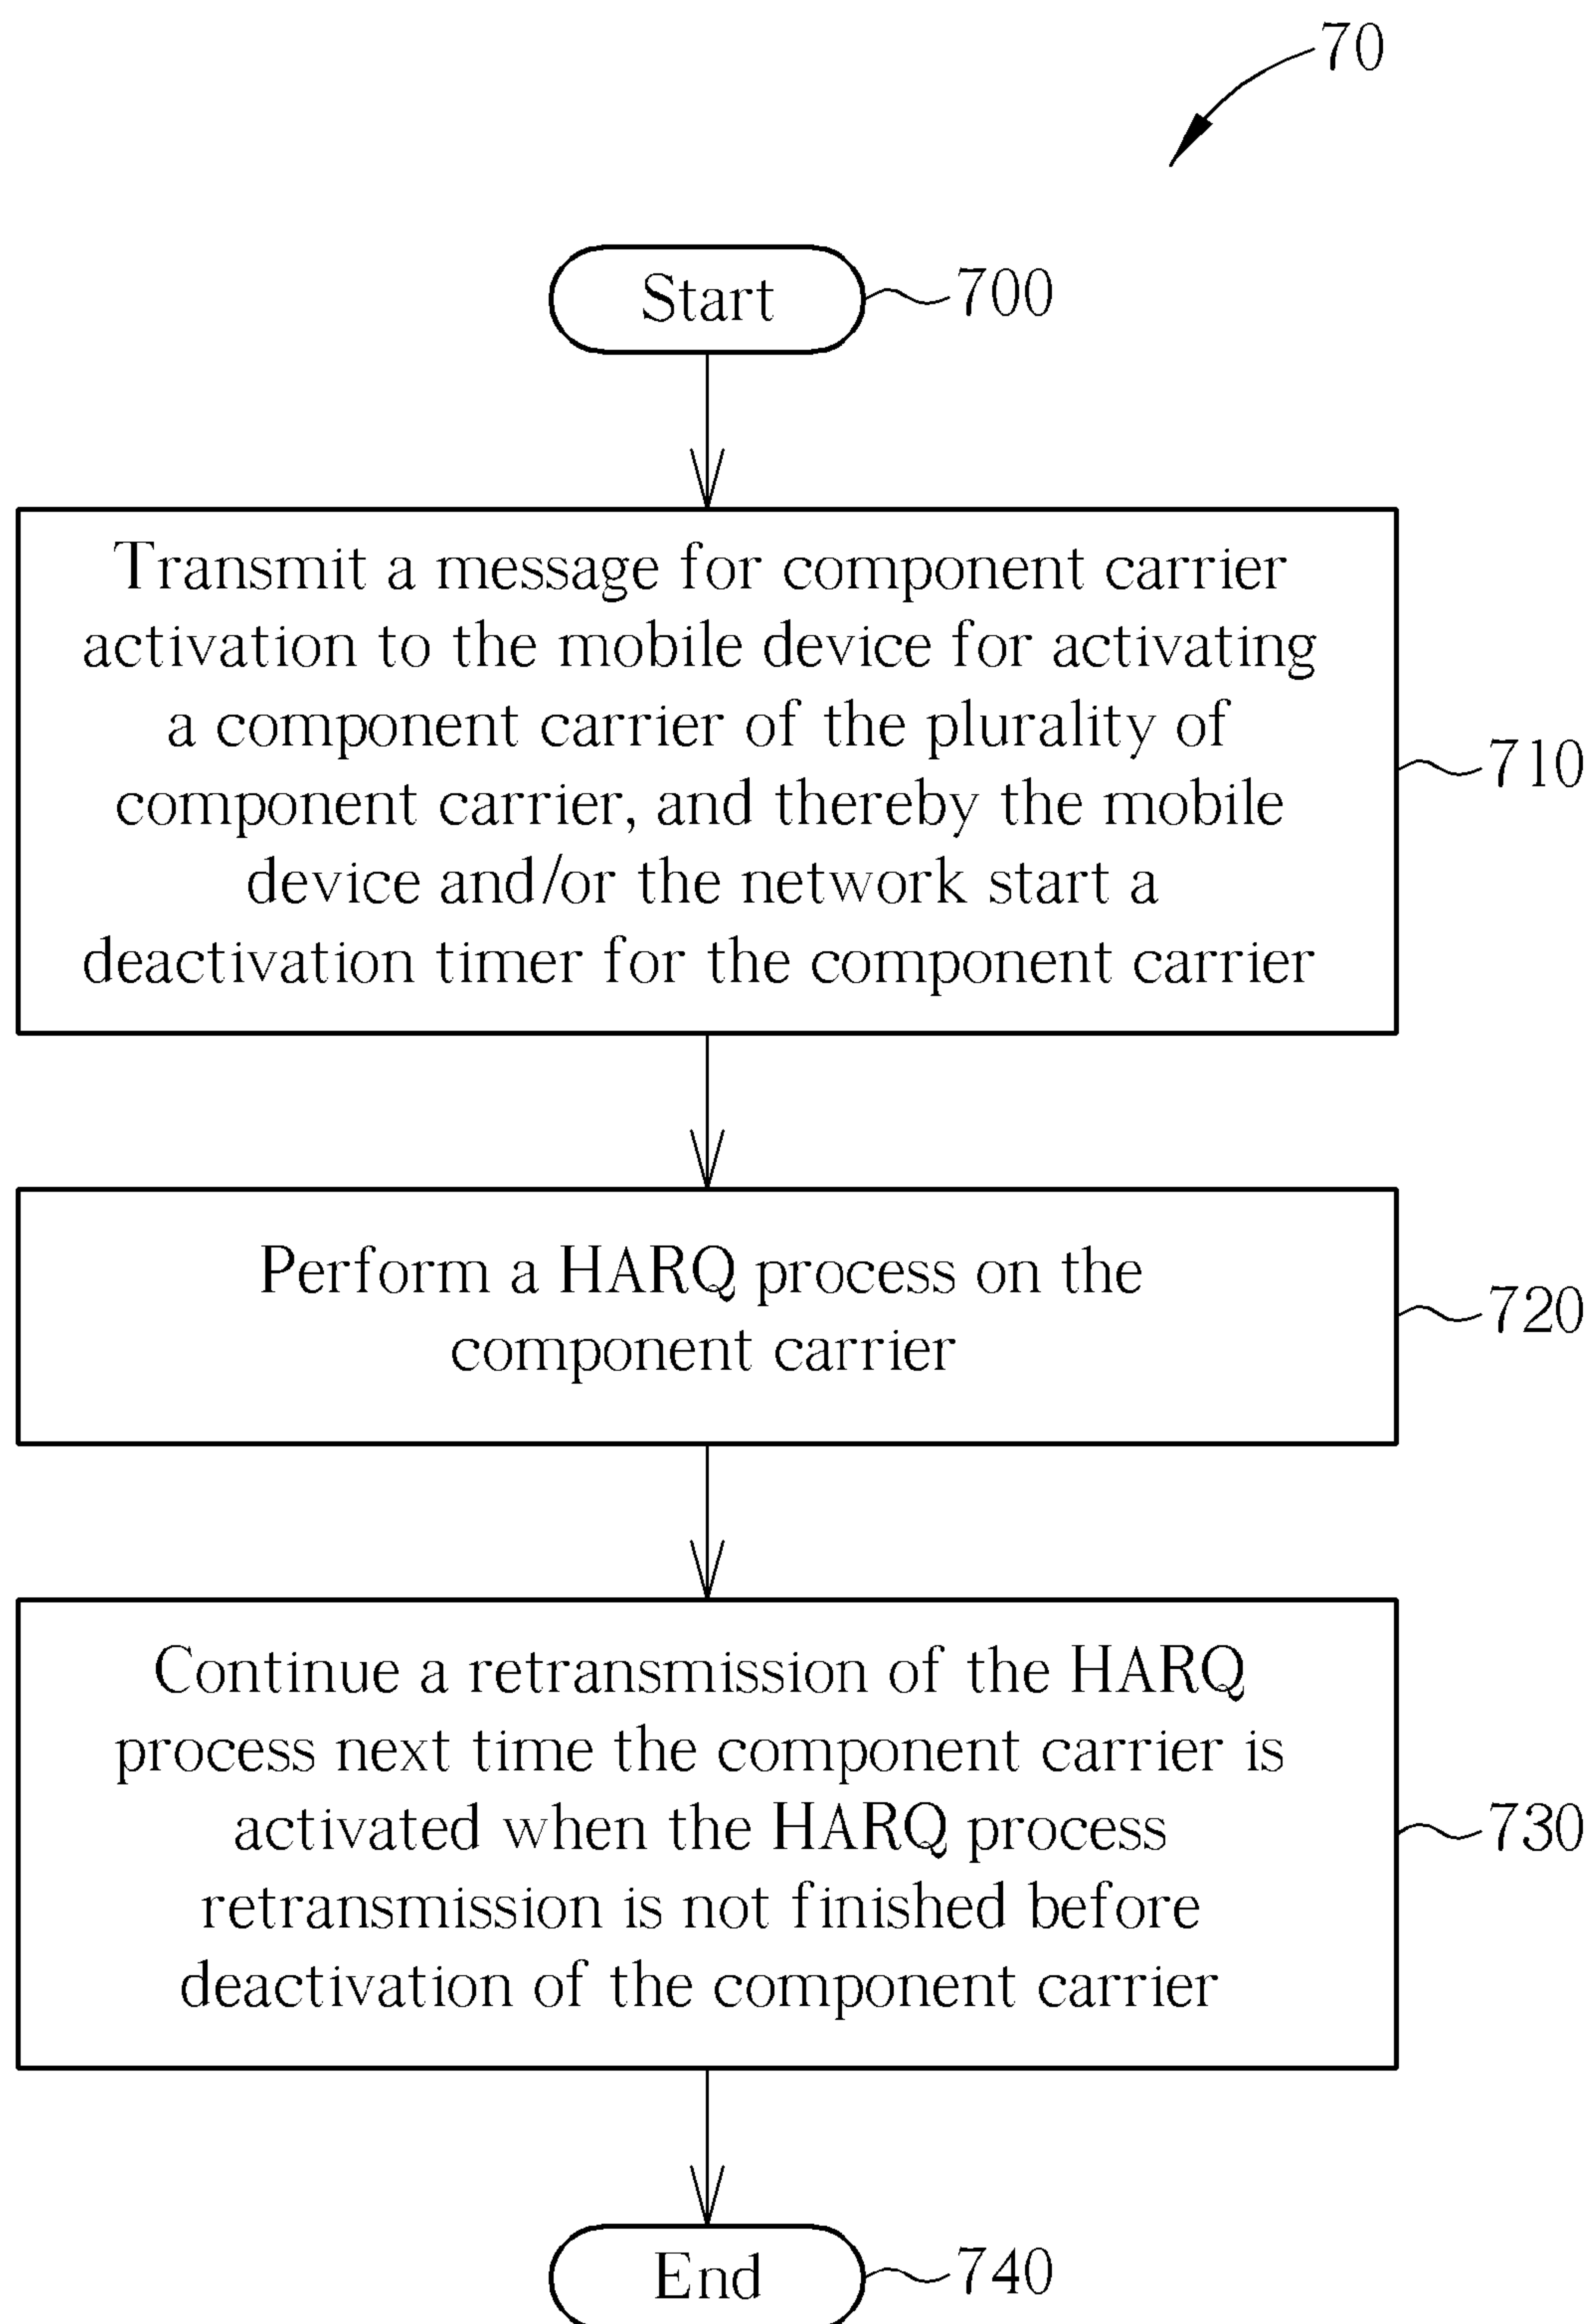 70
Start
700
Transmit a message for component carrier
activation to the mobile device for activating
a component carrier of the plurality of
component carrier, and thereby the mobile
device and/or the network start a
deactivation timer for the component carrier
710
Perform a HARQ process on the
component carrier
720
Continue a retransmission of the HARQ
process next time the component carrier is
activated when the HARQ process
retransmission is not finished before
deactivation of the component carrier
730
End
740